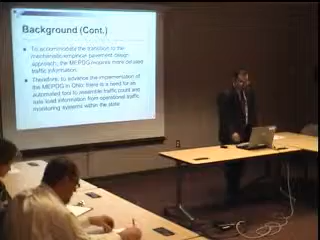 Background (Cont.)
To accommodate the transition to the
mechanistic-empirical pavement design
approach, the MEPDG requires more detailed
traffic information.
Therefore, to advance the implementation of
the MEPDG in Ohio, there is a need for an
automated tool to assemble traffic count and
axle load information from operational traffic
monitoring systems within the state.